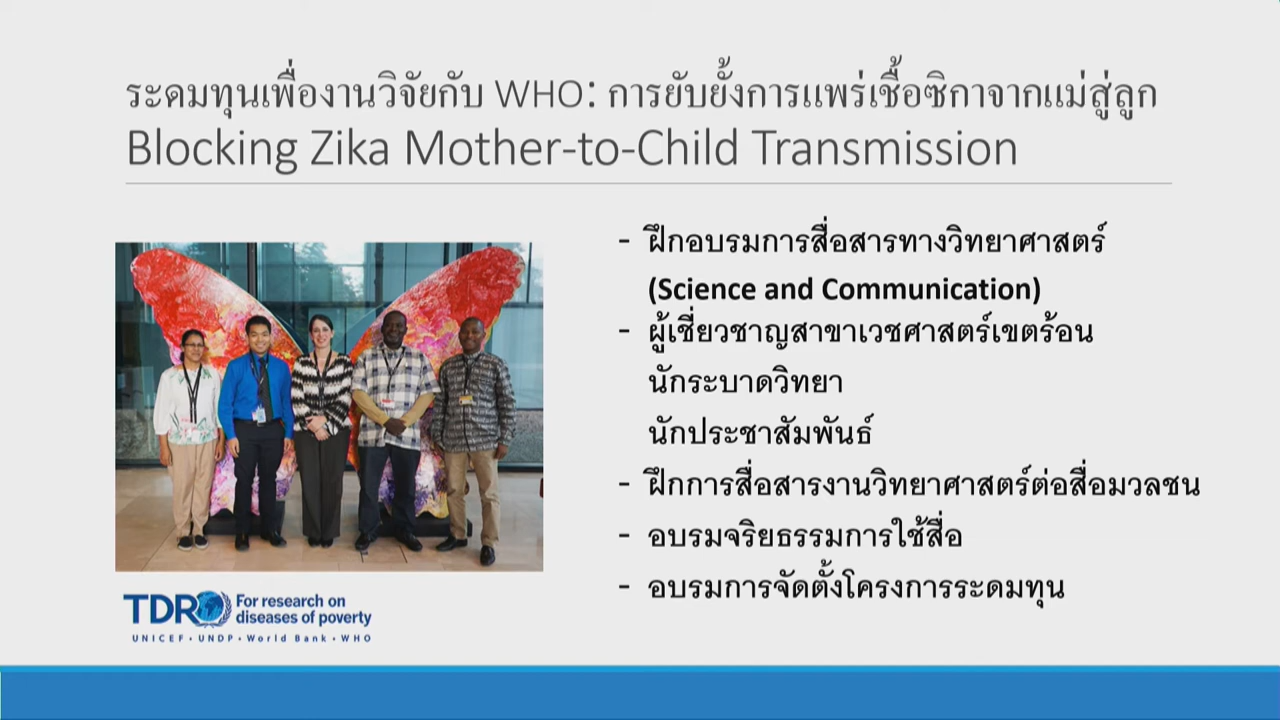 ระดมทุนเพื่องานวิจัยกับ WHO: การยับยั้งการแพร่เชื้อซิกาจากแม่สู่ลูก
Blocking Zika Mother-to-Child Transmission
- ฝึกอบรมการสื่อสารทางวิทยาศาสตร์
(Science and Communication)
- ผู้เชี่ยวชาญสาขาเวชศาสตร์เขตร้อน
นักระบาดวิทยา
นักประชาสัมพันธ์
- ฝึกการสื่อสารงานวิทยาศาสตร์ต่อสื่อมวลชน
- อบรมจริยธรรมการใช้สื่อ
- อบรมการจัดตั้งโครงการระดมทุน
TDR For research on
diseases of poverty
UNICEF • UNDP • World Bank • WHO